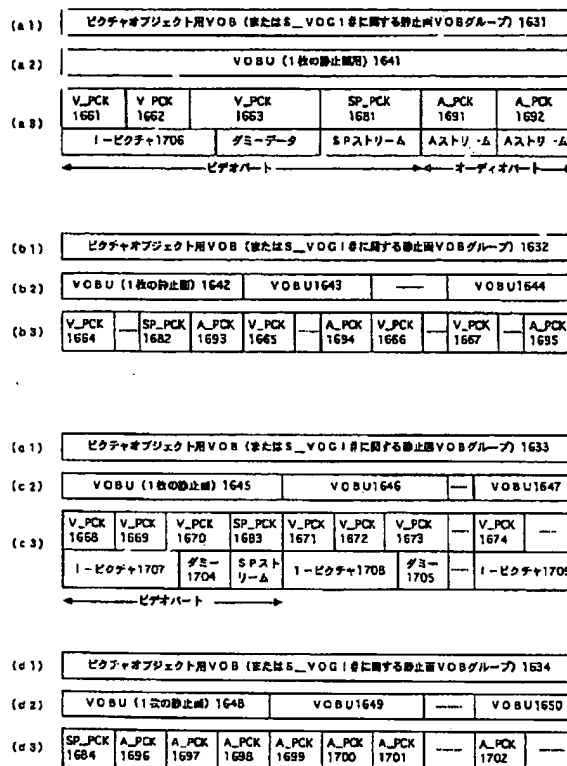 (a1) ピクチャオブジェクト用VOB (またはS_VOGI#に関する静止画VOBグループ) 1631
(a2) VOBU (1枚の静止画用) 1641
(a3) V_PCK 1661 V_PCK 1662 V_PCK 1663 SP_PCK 1681 A_PCK 1691 A_PCK 1692
I-ピクチャ1706 ダミーデータ SPストリーム Aストリーム Aストリーム
ビデオパート オーディオパート
(b1) ピクチャオブジェクト用VOB (またはS_VOGI#に関する静止画VOBグループ) 1632
(b2) VOBU (1枚の静止画) 1642 VOBU1643 ---- VOBU1644
(b3) V_PCK 1664 ---- SP_PCK 1682 A_PCK 1693 V_PCK 1665 ---- A_PCK 1694 V_PCK 1666 ---- V_PCK 1667 ---- A_PCK 1695
(c1) ピクチャオブジェクト用VOB (またはS_VOGI#に関する静止画VOBグループ) 1633
(c2) VOBU (1枚の静止画) 1645 VOBU1646 ---- VOBU1647
(c3) V_PCK 1668 V_PCK 1669 V_PCK 1670 SP_PCK 1683 V_PCK 1671 V_PCK 1672 V_PCK 1673 ---- V_PCK 1674 ----
I-ピクチャ1707 ダミー 1704 SPストリーム I-ピクチャ1708 ダミー 1705 ---- I-ピクチャ1709
ビデオパート
(d1) ピクチャオブジェクト用VOB (またはS_VOGI#に関する静止画VOBグループ) 1634
(d2) VOBU (1枚の静止画) 1648 VOBU1649 ---- VOBU1650
(d3) SP_PCK 1684 A_PCK 1696 A_PCK 1697 A_PCK 1698 A_PCK 1699 A_PCK 1700 A_PCK 1701 ---- A_PCK 1702 ----